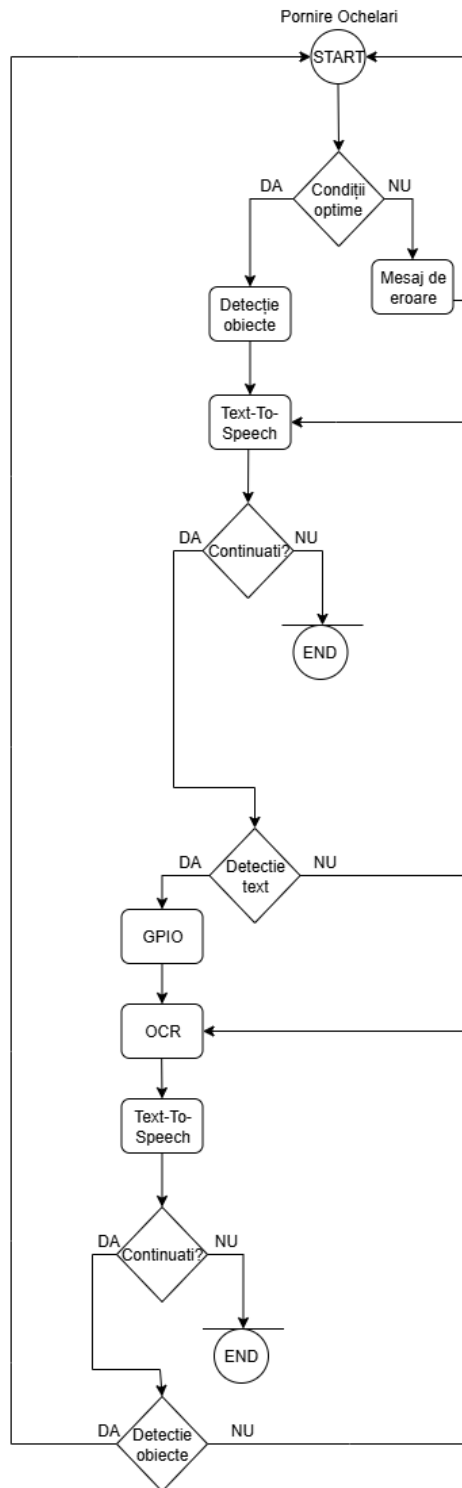 Pornire Ochelari
START
DA
NU
Condiții
optime
Mesaj de
eroare
Detecție
obiecte
Text-To-
Speech
DA
NU
Continuati?
END
DA
NU
Detectie
text
GPIO
OCR
Text-To-
Speech
DA
NU
Continuati?
END
DA
NU
Detectie
obiecte